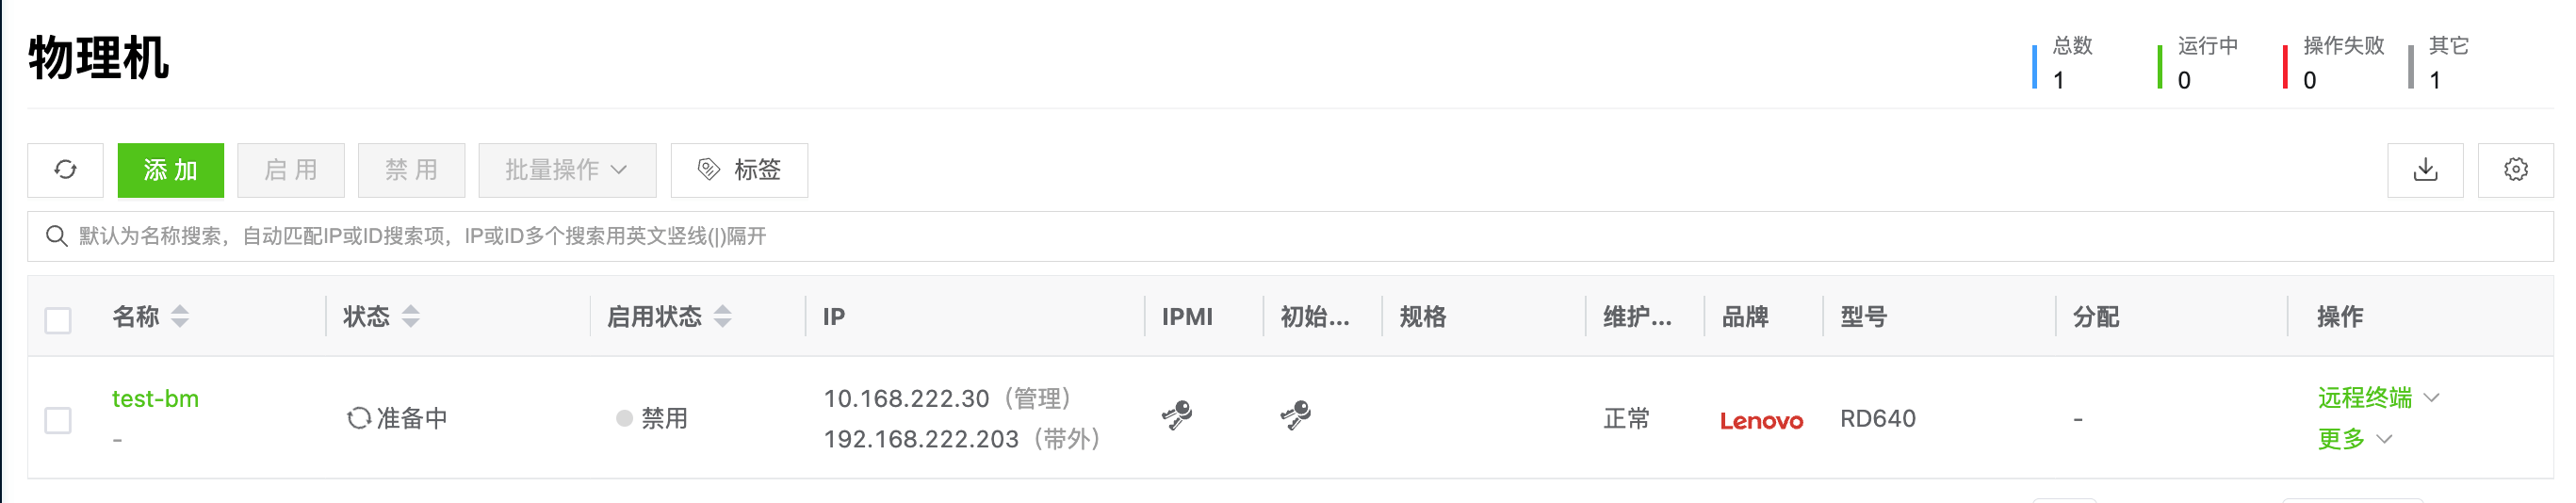 物理机
总数
1
运行中
0
操作失败
0
其它
1
添 加
启 用
禁 用
批量操作
标签
默认为名称搜索，自动匹配IP或ID搜索项，IP或ID多个搜索用英文竖线(|)隔开
名称 状态 启用状态 IP IPMI 初始... 规格 维护... 品牌 型号 分配 操作
test-bm
-
准备中
禁用
10.168.222.30（管理）
192.168.222.203（带外）
正常
Lenovo
RD640
-
远程终端
更多